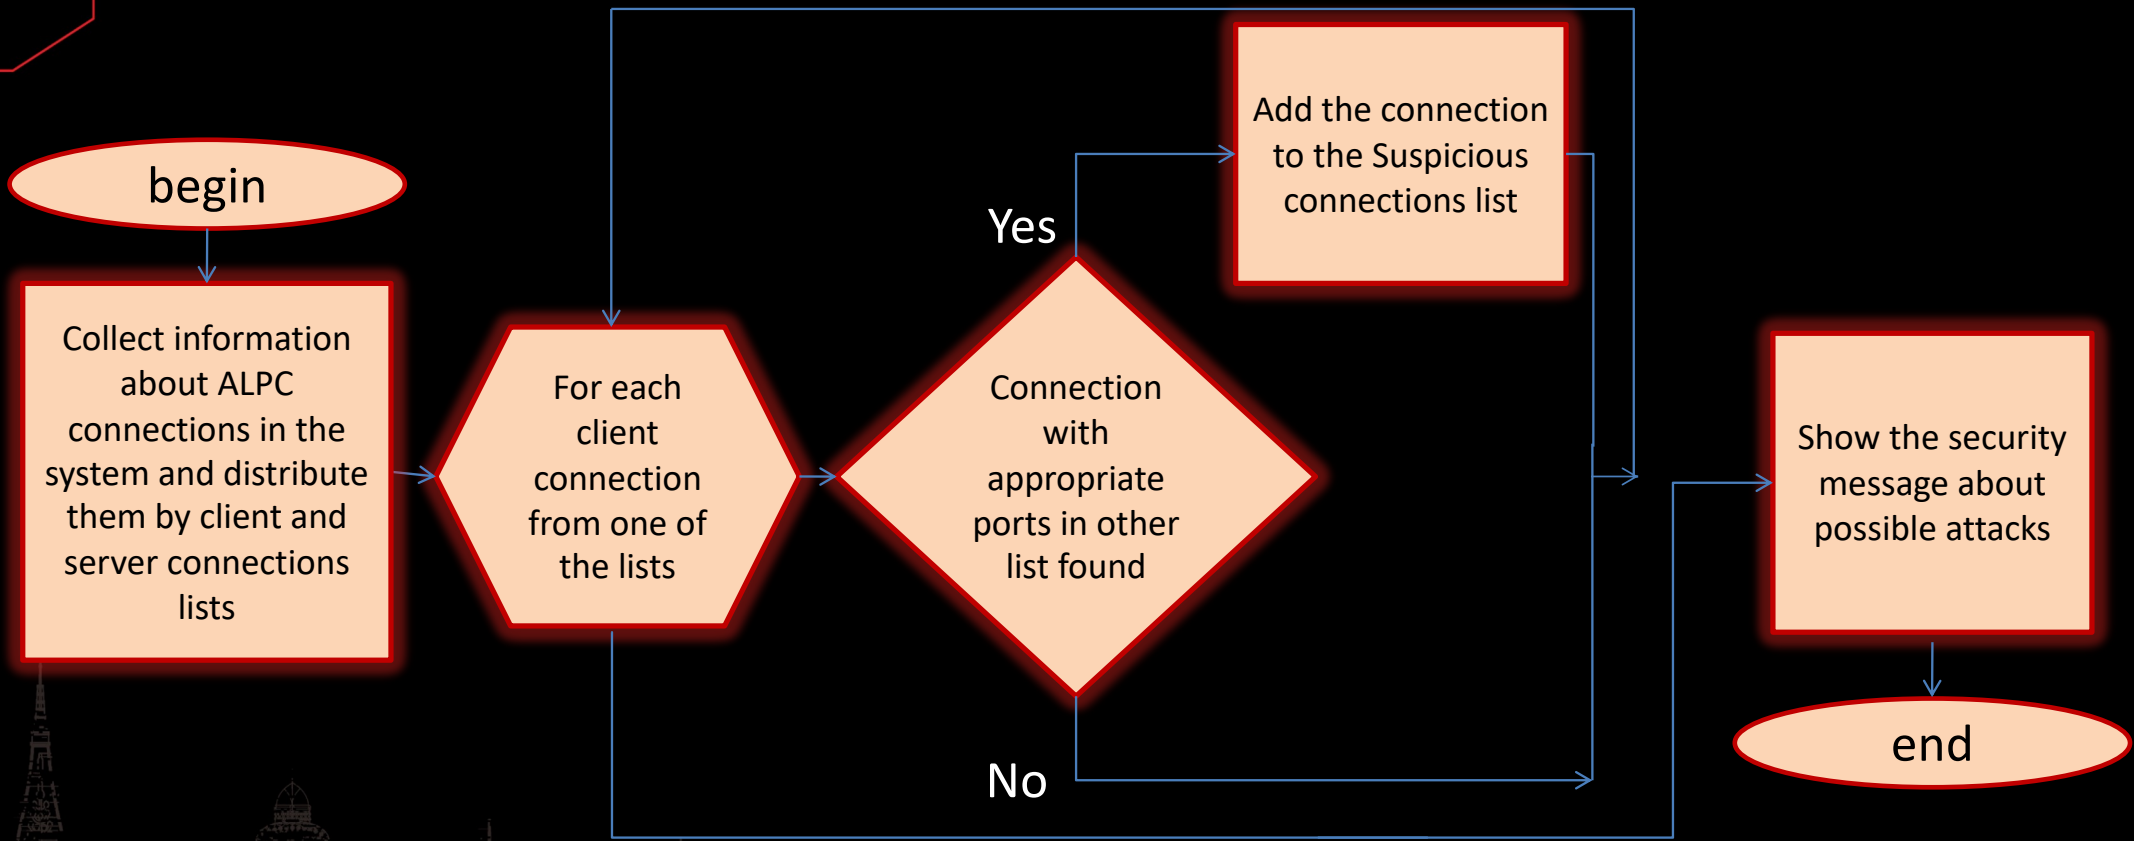 begin
Collect information
about ALPC
connections in the
system and distribute
them by client and
server connections
lists
For each
client
connection
from one of
the lists
Connection
with
appropriate
ports in other
list found
Yes
Add the connection
to the Suspicious
connections list
No
Show the security
message about
possible attacks
end